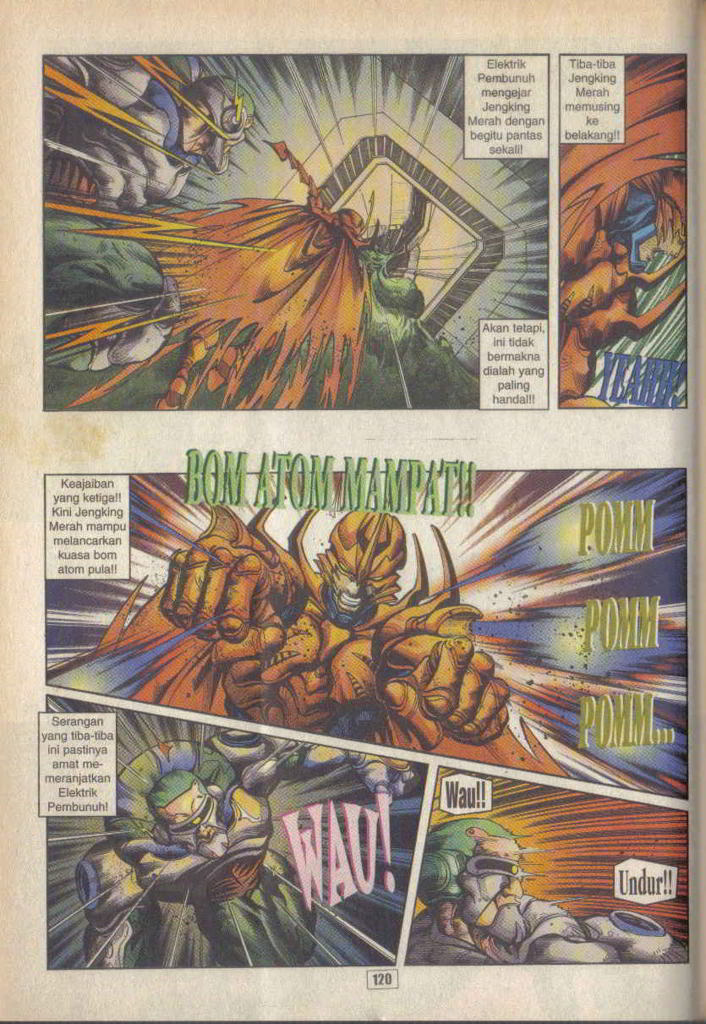 Elektrik
Pembunuh
mengejar
Jengking
Merah dengan
begitu pantas
sekali!
Akan tetapi,
ini tidak
bermakna
dialah yang
paling
handal!!
Tiba-tiba
Jengking
Merah
memusing
ke
belakang!!
YEAHH!
BOM ATOM MAMPAT!!
Keajaiban
yang ketiga!!
Kini Jengking
Merah mampu
melancarkan
kuasa bom
atom pula!!
POMM
POMM
POMM...
Serangan
yang tiba-tiba
ini pastinya
amat me-
meranjatkan
Elektrik
Pembunuh!
WAU!
Wau!!
Undur!!
120